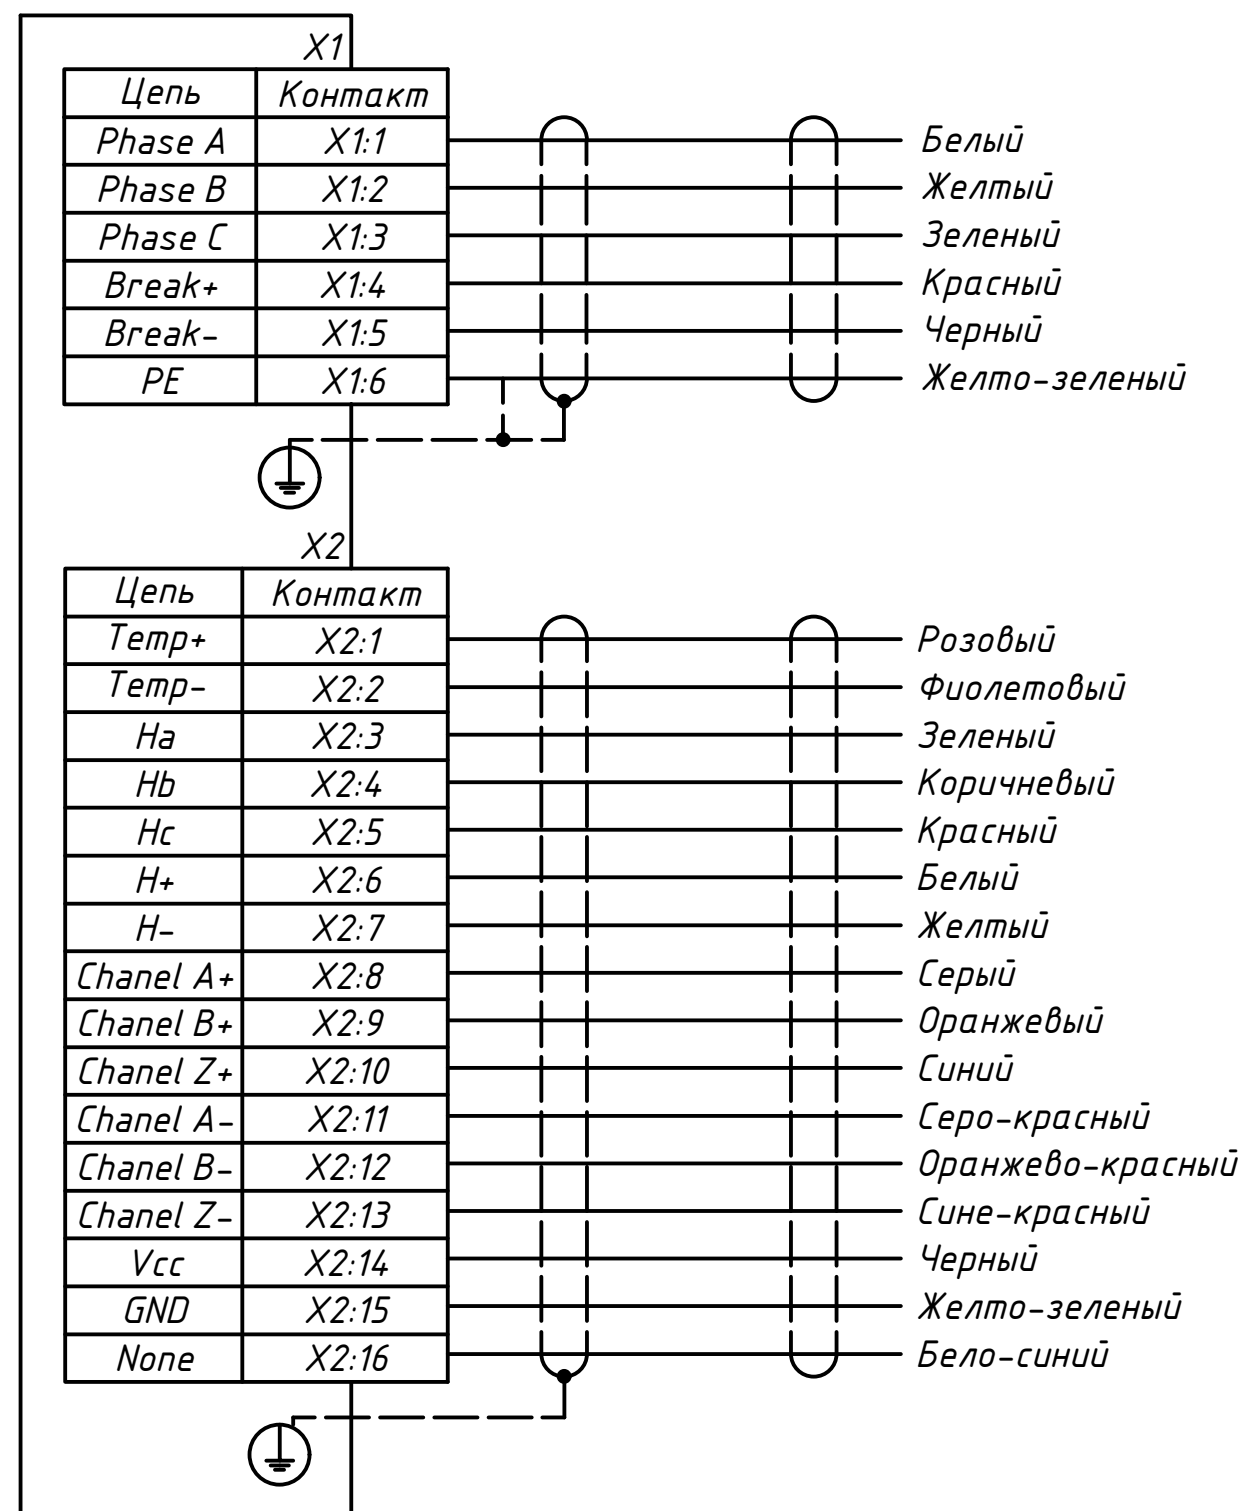 X1
Цепь Контакт
Phase A X1:1 Белый
Phase B X1:2 Желтый
Phase C X1:3 Зеленый
Break+ X1:4 Красный
Break- X1:5 Черный
PE X1:6 Желто-зеленый
X2
Цепь Контакт
Temp+ X2:1 Розовый
Temp- X2:2 Фиолетовый
Ha X2:3 Зеленый
Hb X2:4 Коричневый
Hc X2:5 Красный
H+ X2:6 Белый
H- X2:7 Желтый
Chanel A+ X2:8 Серый
Chanel B+ X2:9 Оранжевый
Chanel Z+ X2:10 Синий
Chanel A- X2:11 Серо-красный
Chanel B- X2:12 Оранжево-красный
Chanel Z- X2:13 Сине-красный
Vcc X2:14 Черный
GND X2:15 Желто-зеленый
None X2:16 Бело-синий